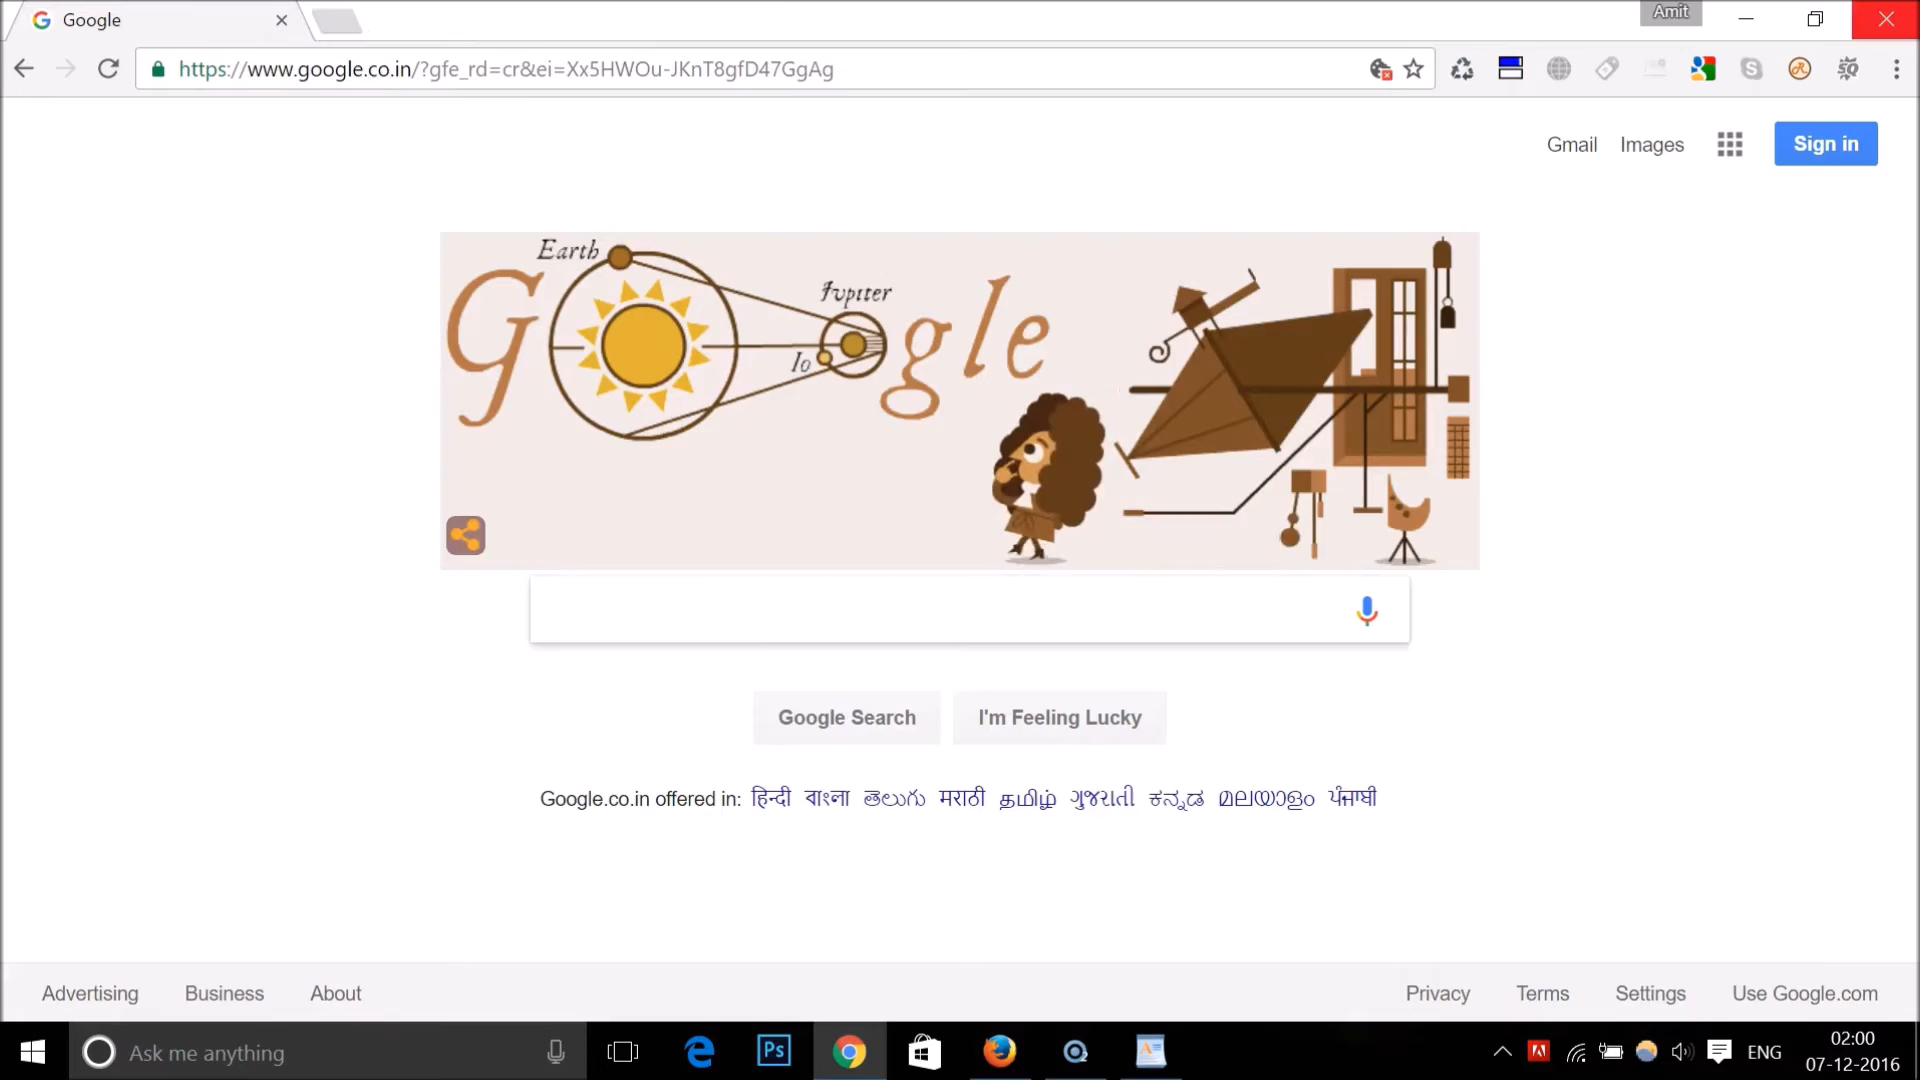 Google
Amit
https://www.google.co.in/?gfe_rd=cr&ei=Xx5HWOu-JKnT8gfD47GgAg
Gmail Images Sign in
Earth
Jupiter
Io
Google
Google Search I'm Feeling Lucky
Google.co.in offered in: हिन्दी বাংলা తెలుగు मराठी தமிழ் ગુજરાતી ಕನ್ನಡ മലയാളം ਪੰਜਾਬੀ
Advertising Business About Privacy Terms Settings Use Google.com
Ask me anything
Ps
ENG
02:00
07-12-2016